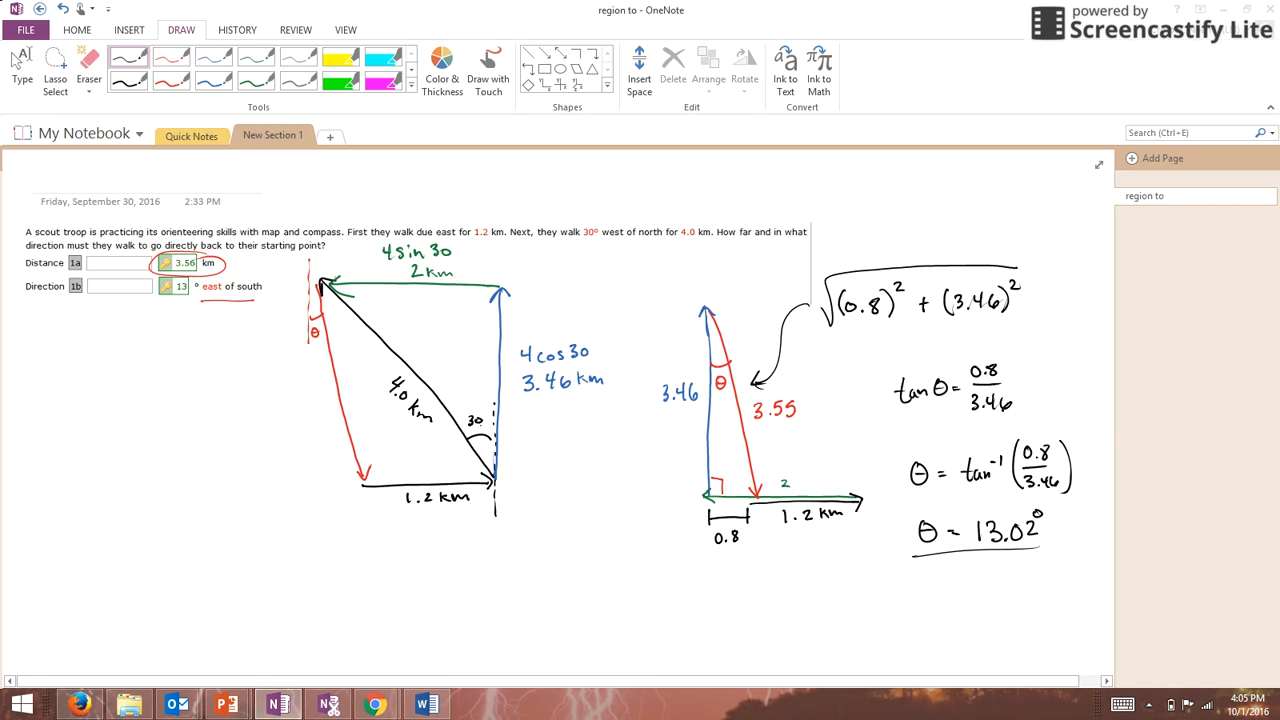 region to - OneNote
powered by
Screencastify Lite
FILE HOME INSERT DRAW HISTORY REVIEW VIEW
Type
Lasso
Select
Eraser
Color &
Thickness
Draw with
Touch
Insert
Space
Delete
Arrange
Rotate
Ink to
Text
Ink to
Math
Tools
Shapes
Edit
Convert
My Notebook
Quick Notes
New Section 1
Search (Ctrl+E)
Add Page
region to
Friday, September 30, 2016 2:33 PM
A scout troop is practicing its orienteering skills with map and compass. First they walk due east for 1.2 km. Next, they walk 30° west of north for 4.0 km. How far and in what
direction must they walk to go directly back to their starting point?
Distance 1a 3.56 km
Direction 1b 13 ° east of south
4 sin 30
2 km
θ
4.0 km
30
4 cos 30
3.46 km
1.2 km
3.46
θ
3.55
2
1.2 km
0.8
√(0.8)² + (3.46)²
tan θ = 0.8/3.46
θ = tan⁻¹ (0.8/3.46)
θ = 13.02°
4:05 PM
10/1/2016